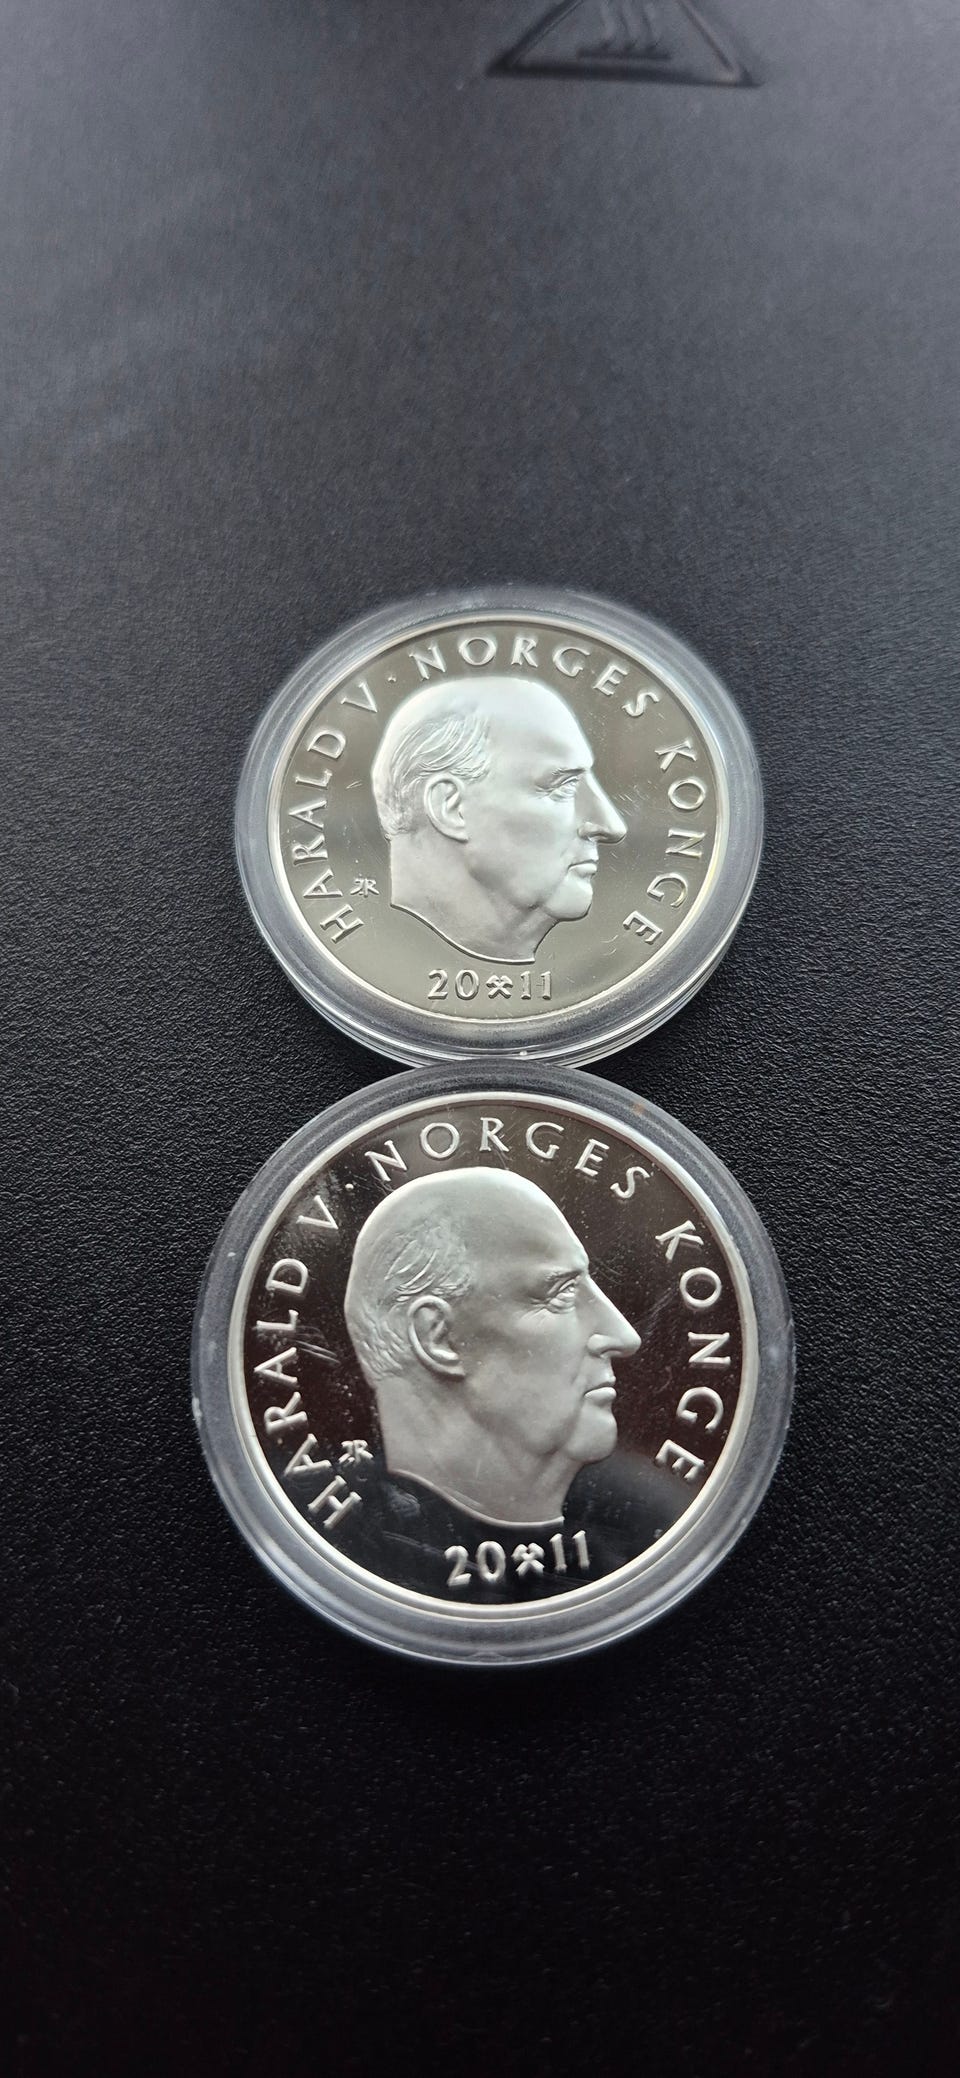 HARALD V · NORGES KONGE
JR
20⚒11
HARALD V · NORGES KONGE
JR
20⚒11